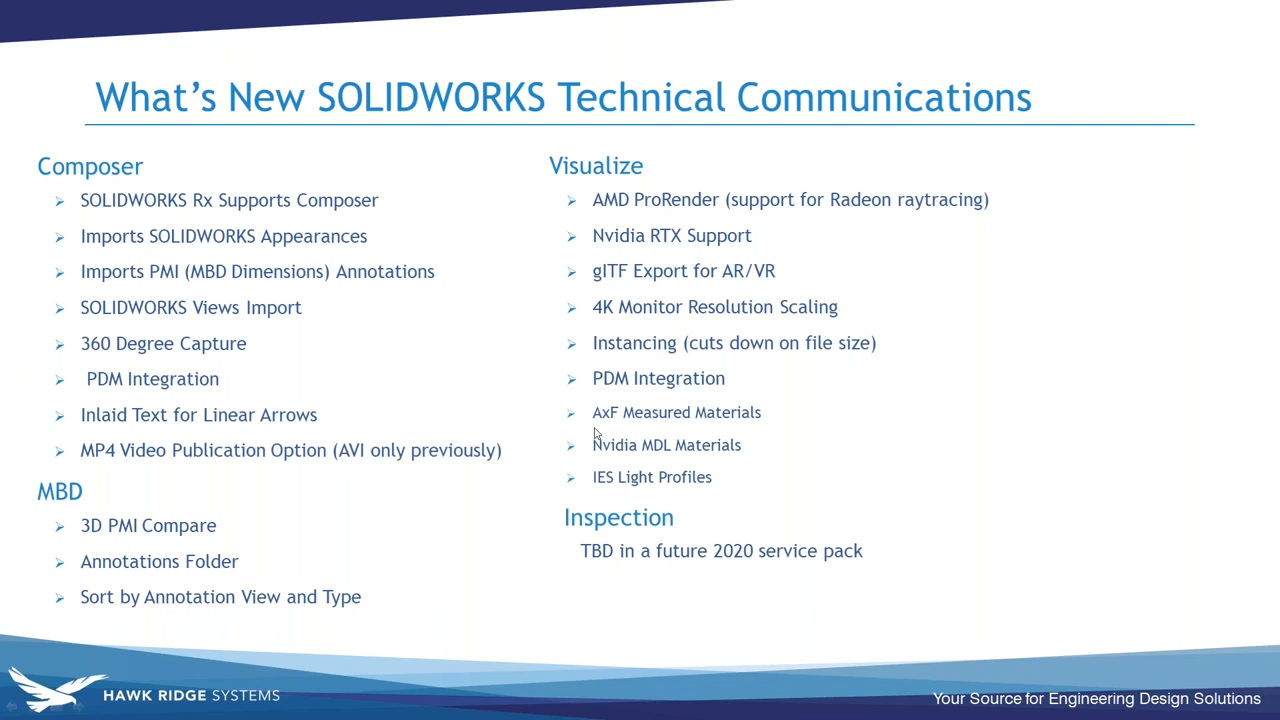 What's New SOLIDWORKS Technical Communications
Composer
SOLIDWORKS Rx Supports Composer
Imports SOLIDWORKS Appearances
Imports PMI (MBD Dimensions) Annotations
SOLIDWORKS Views Import
360 Degree Capture
PDM Integration
Inlaid Text for Linear Arrows
MP4 Video Publication Option (AVI only previously)
MBD
3D PMI Compare
Annotations Folder
Sort by Annotation View and Type
Visualize
AMD ProRender (support for Radeon raytracing)
Nvidia RTX Support
glTF Export for AR/VR
4K Monitor Resolution Scaling
Instancing (cuts down on file size)
PDM Integration
AxF Measured Materials
Nvidia MDL Materials
IES Light Profiles
Inspection
TBD in a future 2020 service pack
HAWK RIDGE SYSTEMS
Your Source for Engineering Design Solutions